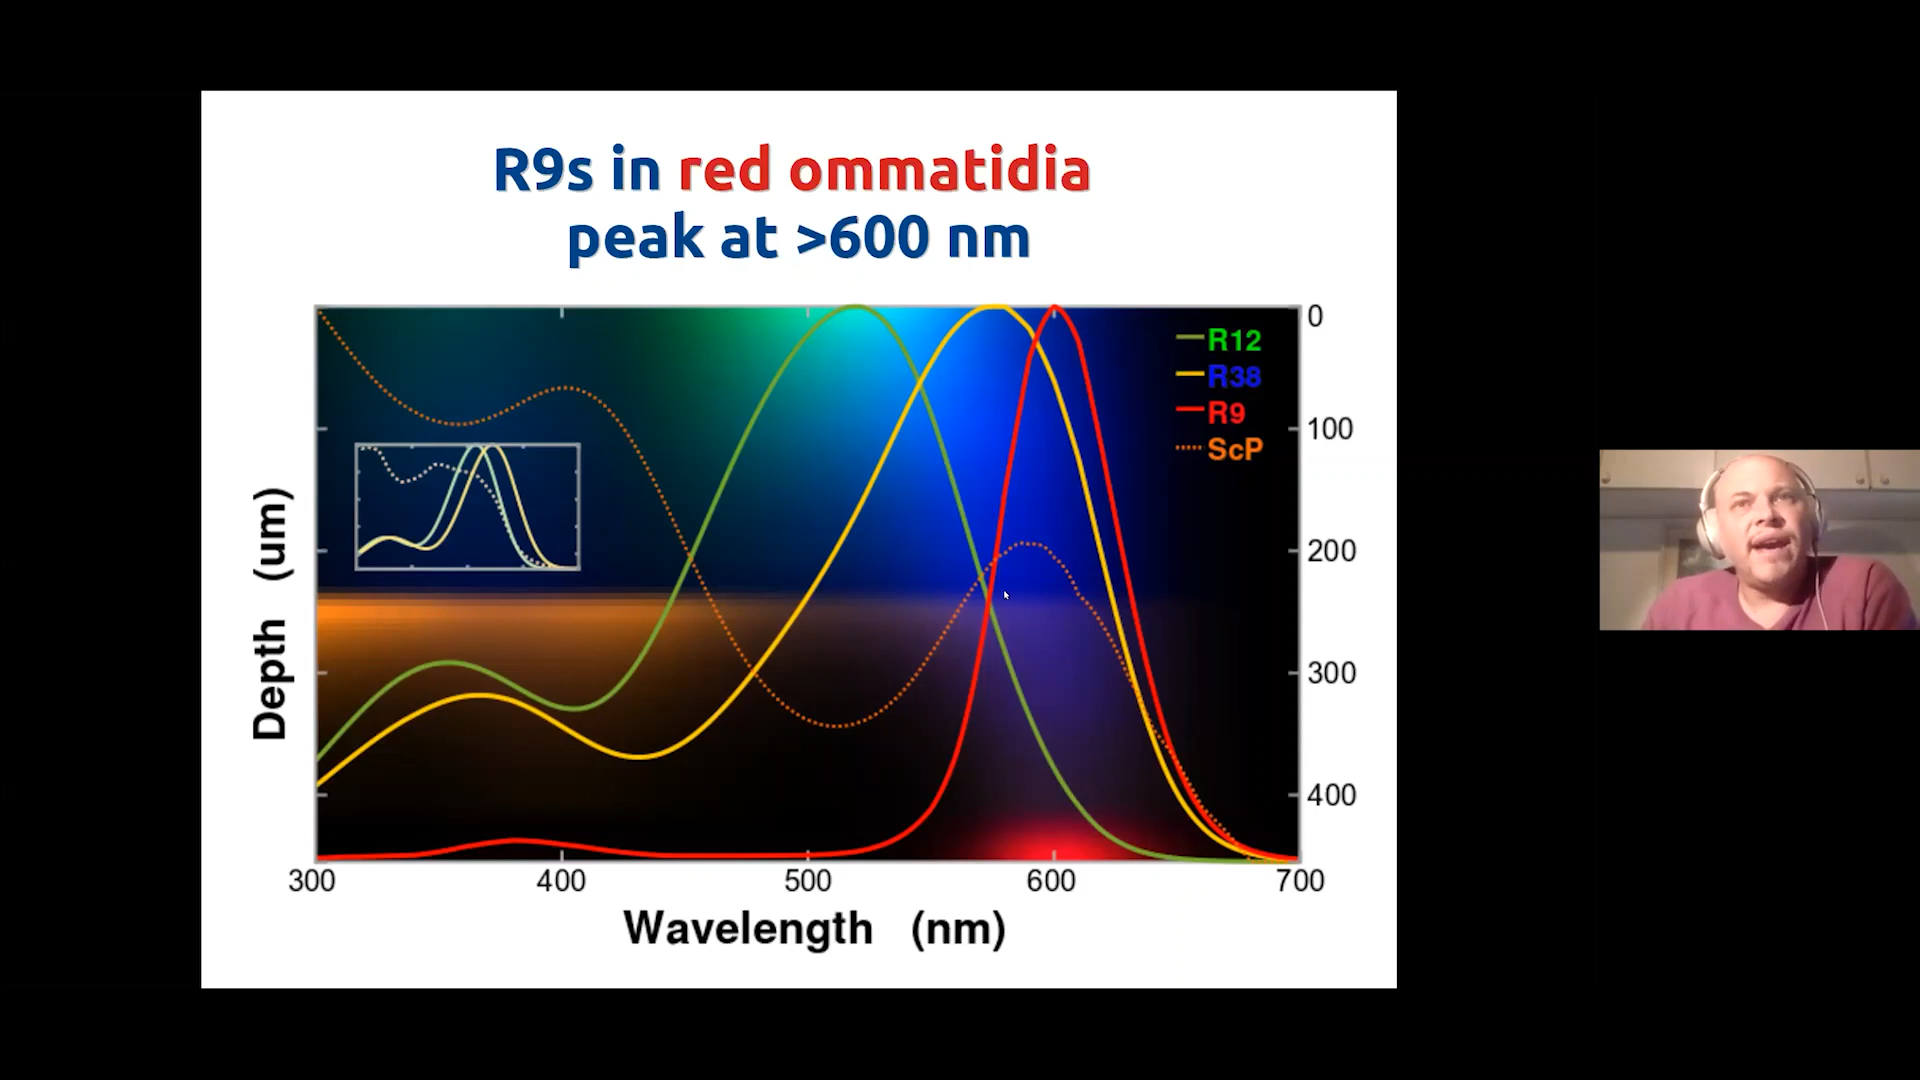 R9s in red ommatidia
peak at >600 nm
R12
R38
R9
ScP
0
100
200
300
400
Depth (um)
300 400 500 600 700
Wavelength (nm)